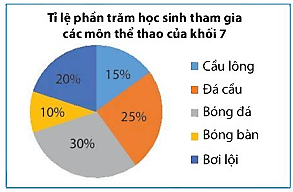 Tỉ lệ phần trăm học sinh tham gia
các môn thể thao của khối 7
20%
15%
10%
25%
30%
Cầu lông
Đá cầu
Bóng đá
Bóng bàn
Bơi lội